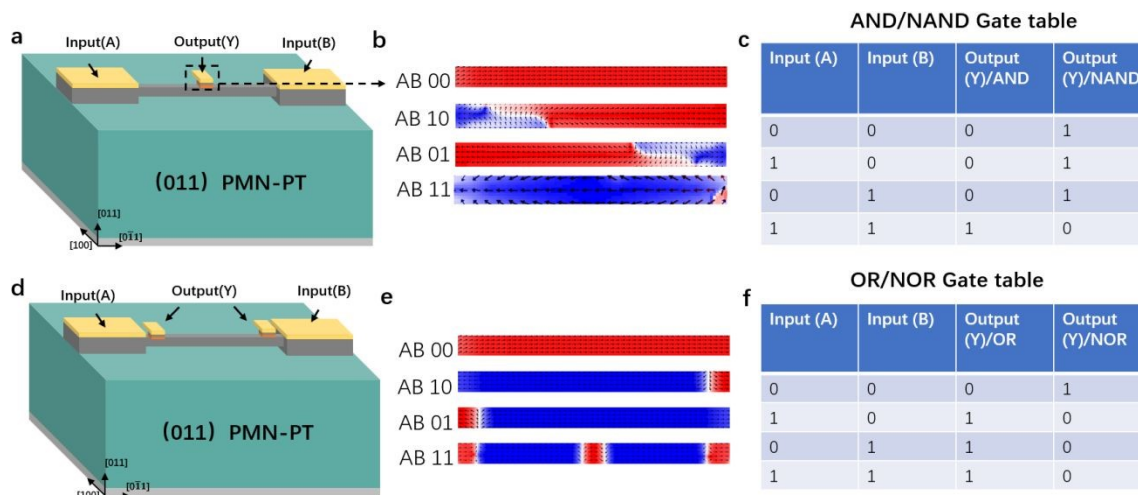 a
Input(A)
Output(Y)
Input(B)
(011) PMN-PT
[011]
[100]
[01̅1]
b
AB 00
AB 10
AB 01
AB 11
c
AND/NAND Gate table
Input (A) Input (B) Output (Y)/AND Output (Y)/NAND
0 0 0 1
1 0 0 1
0 1 0 1
1 1 1 0
d
Input(A)
Output(Y)
Input(B)
(011) PMN-PT
[011]
[100]
[01̅1]
e
AB 00
AB 10
AB 01
AB 11
f
OR/NOR Gate table
Input (A) Input (B) Output (Y)/OR Output (Y)/NOR
0 0 0 1
1 0 1 0
0 1 1 0
1 1 1 0